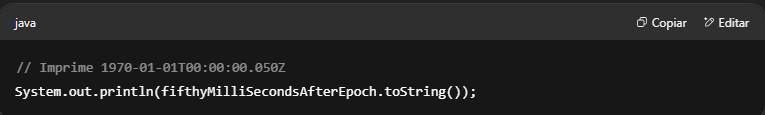 java
Copiar
Editar
// Imprime 1970-01-01T00:00:00.050Z
System.out.println(fifthyMilliSecondsAfterEpoch.toString());